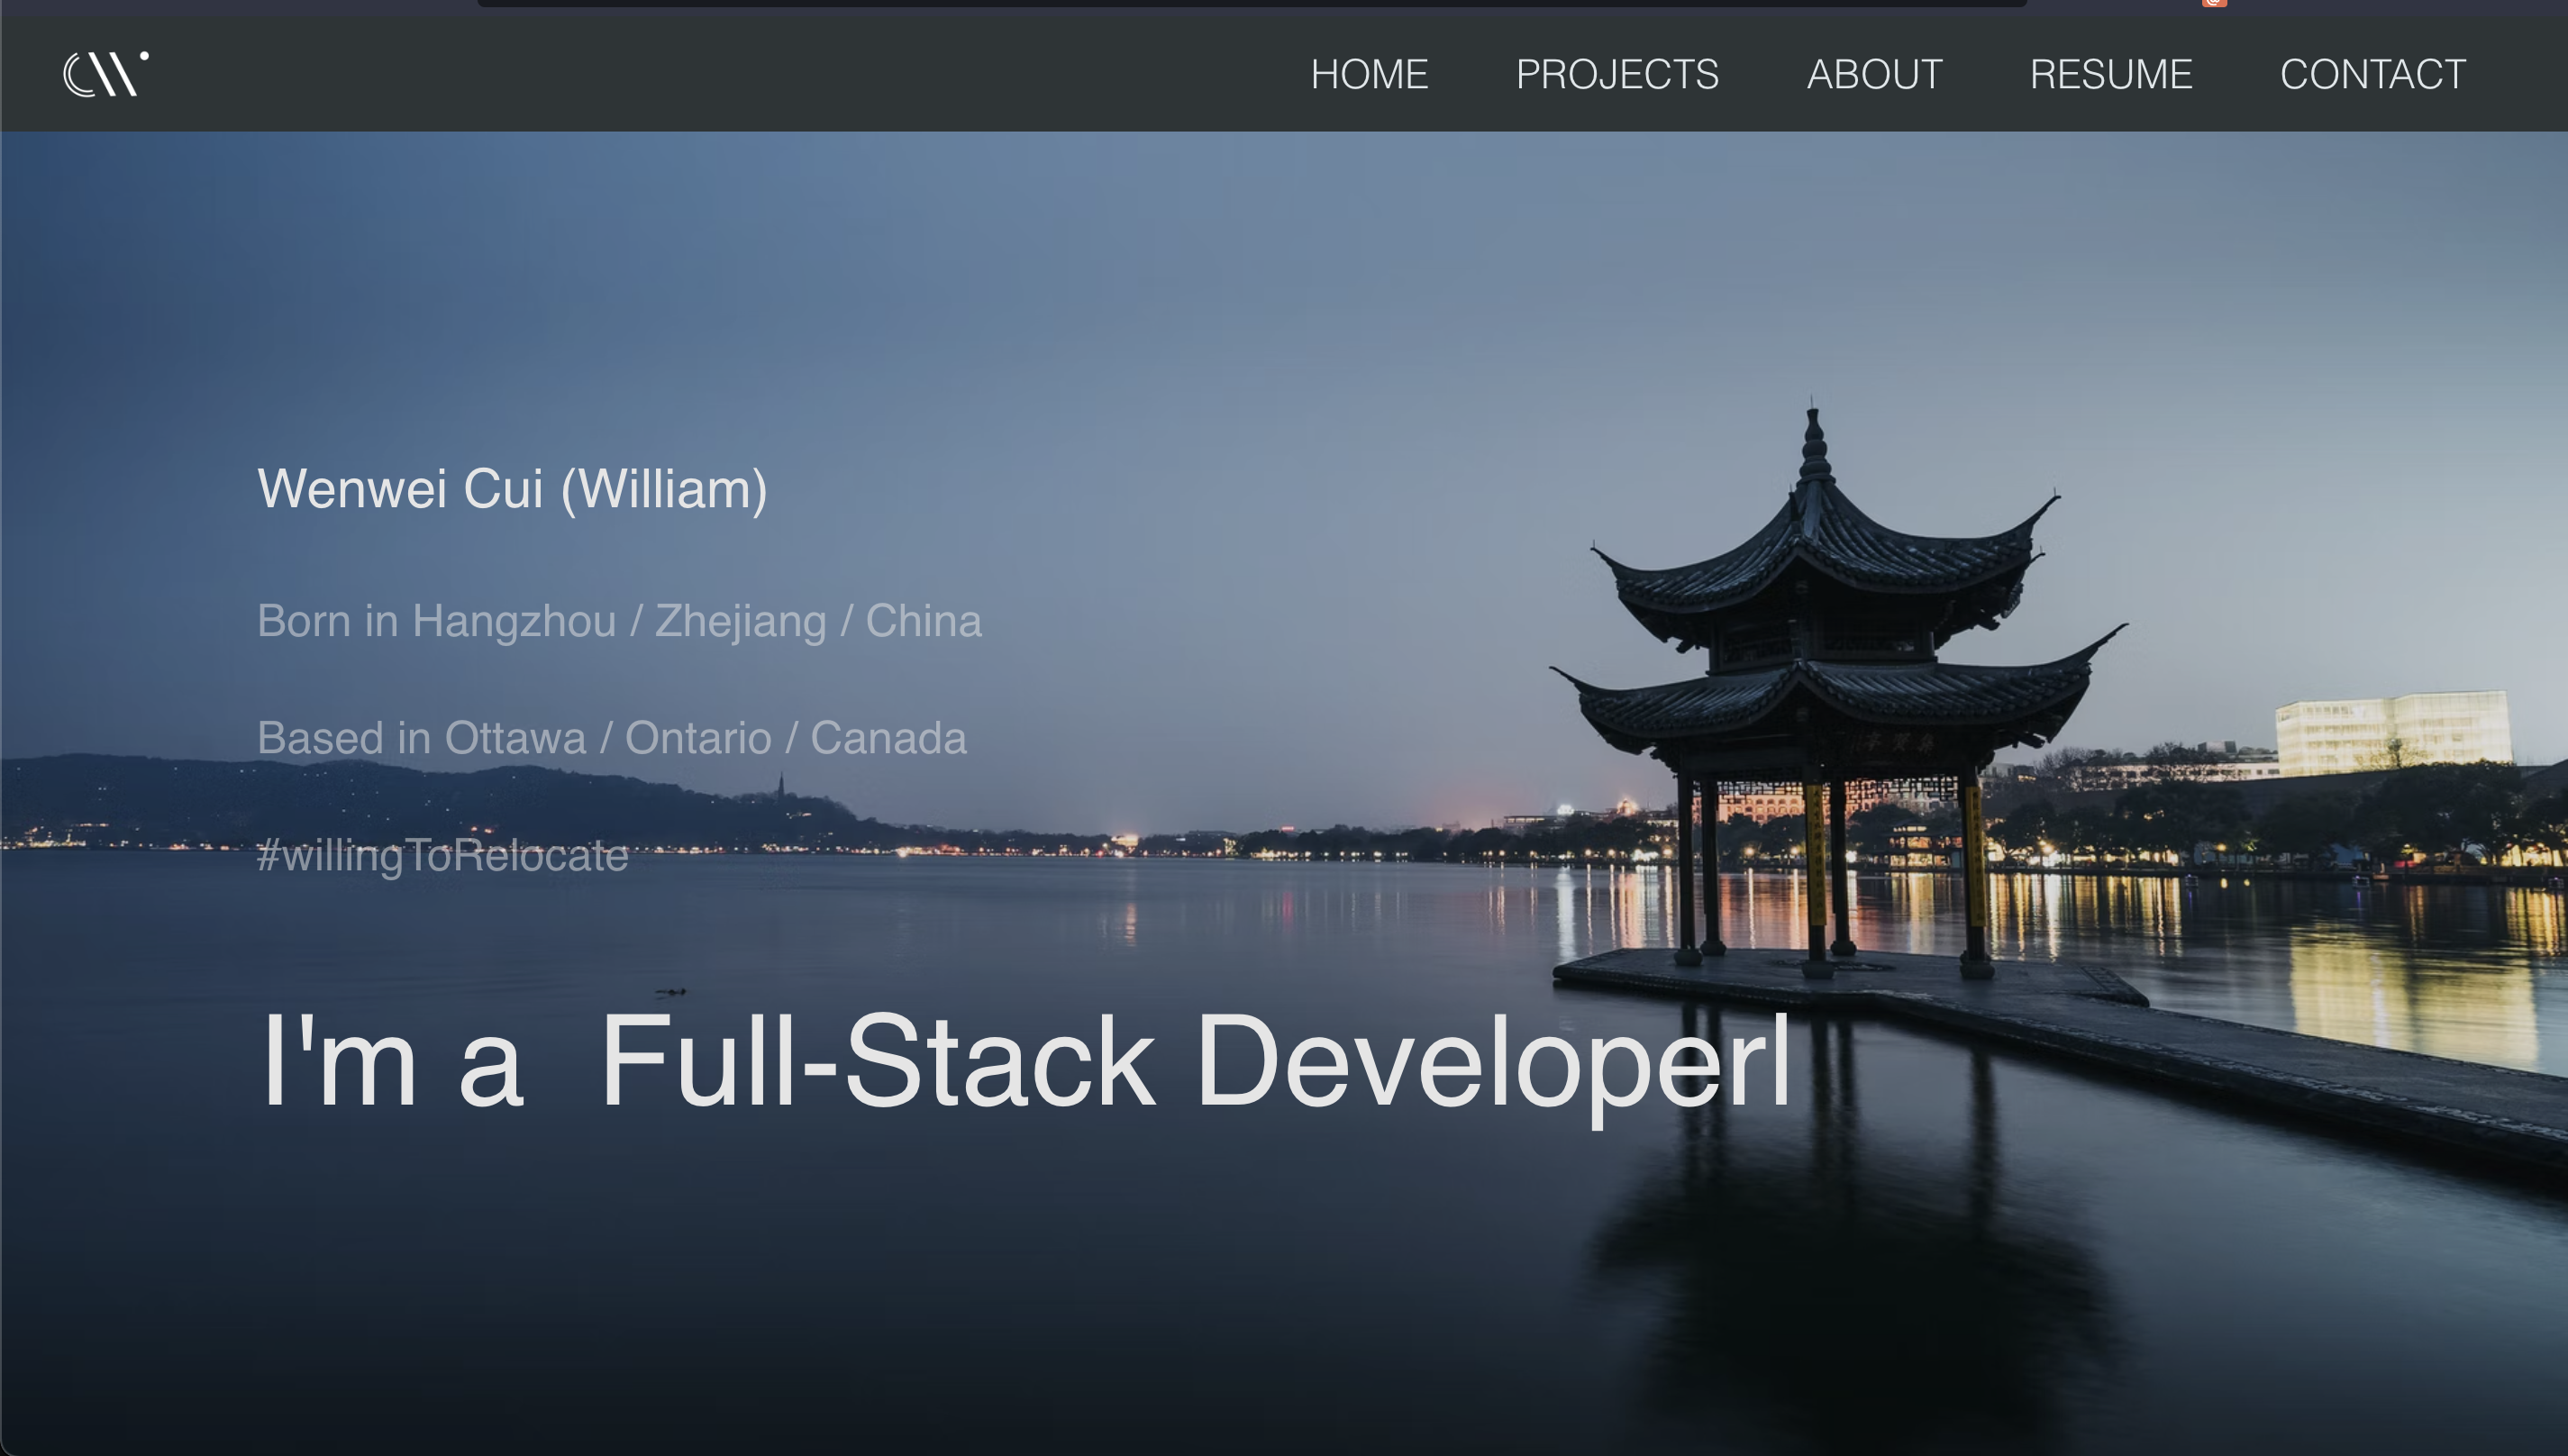 CW
HOME PROJECTS ABOUT RESUME CONTACT
Wenwei Cui (William)
Born in Hangzhou / Zhejiang / China
Based in Ottawa / Ontario / Canada
#willingToRelocate
I'm a Full-Stack Developer|